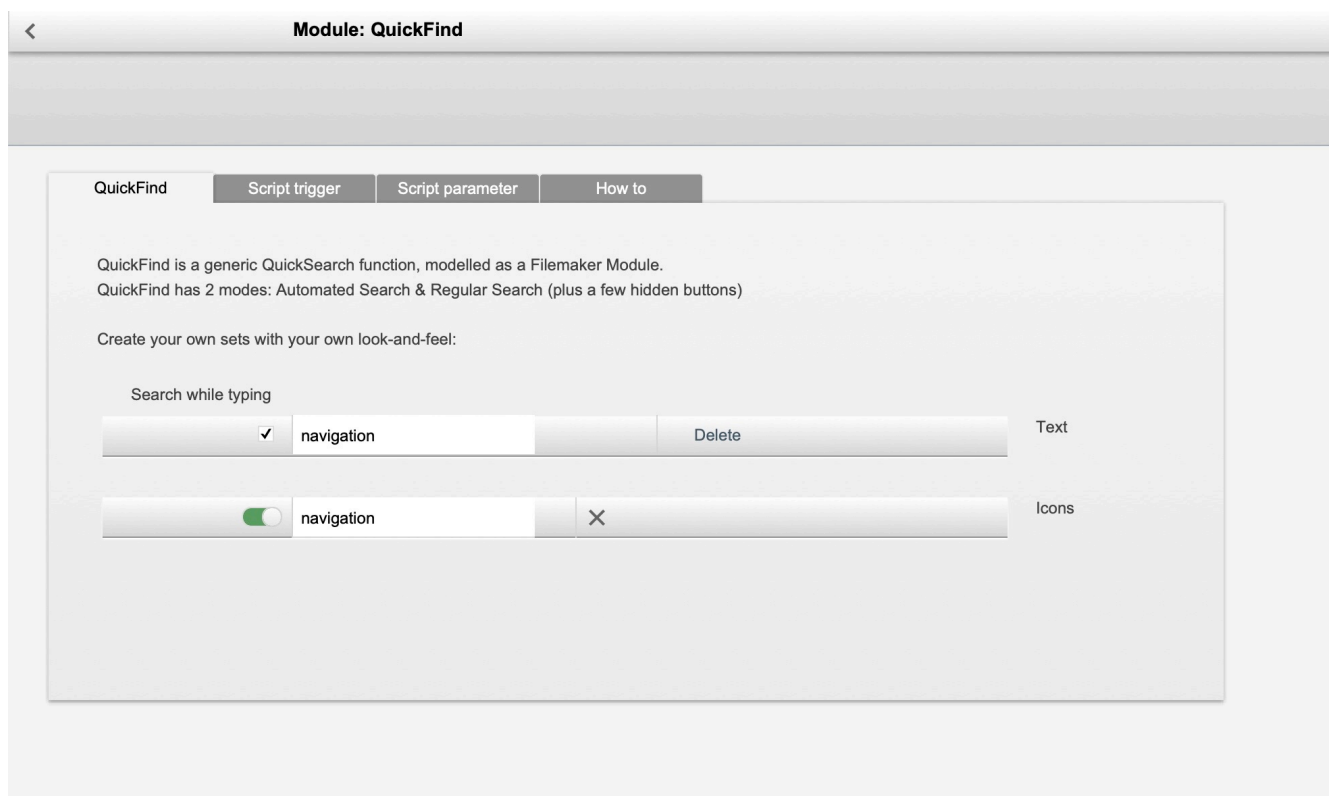 Module: QuickFind
QuickFind
Script trigger
Script parameter
How to
QuickFind is a generic QuickSearch function, modelled as a Filemaker Module.
QuickFind has 2 modes: Automated Search & Regular Search (plus a few hidden buttons)
Create your own sets with your own look-and-feel:
Search while typing
navigation
Delete
Text
navigation
Icons